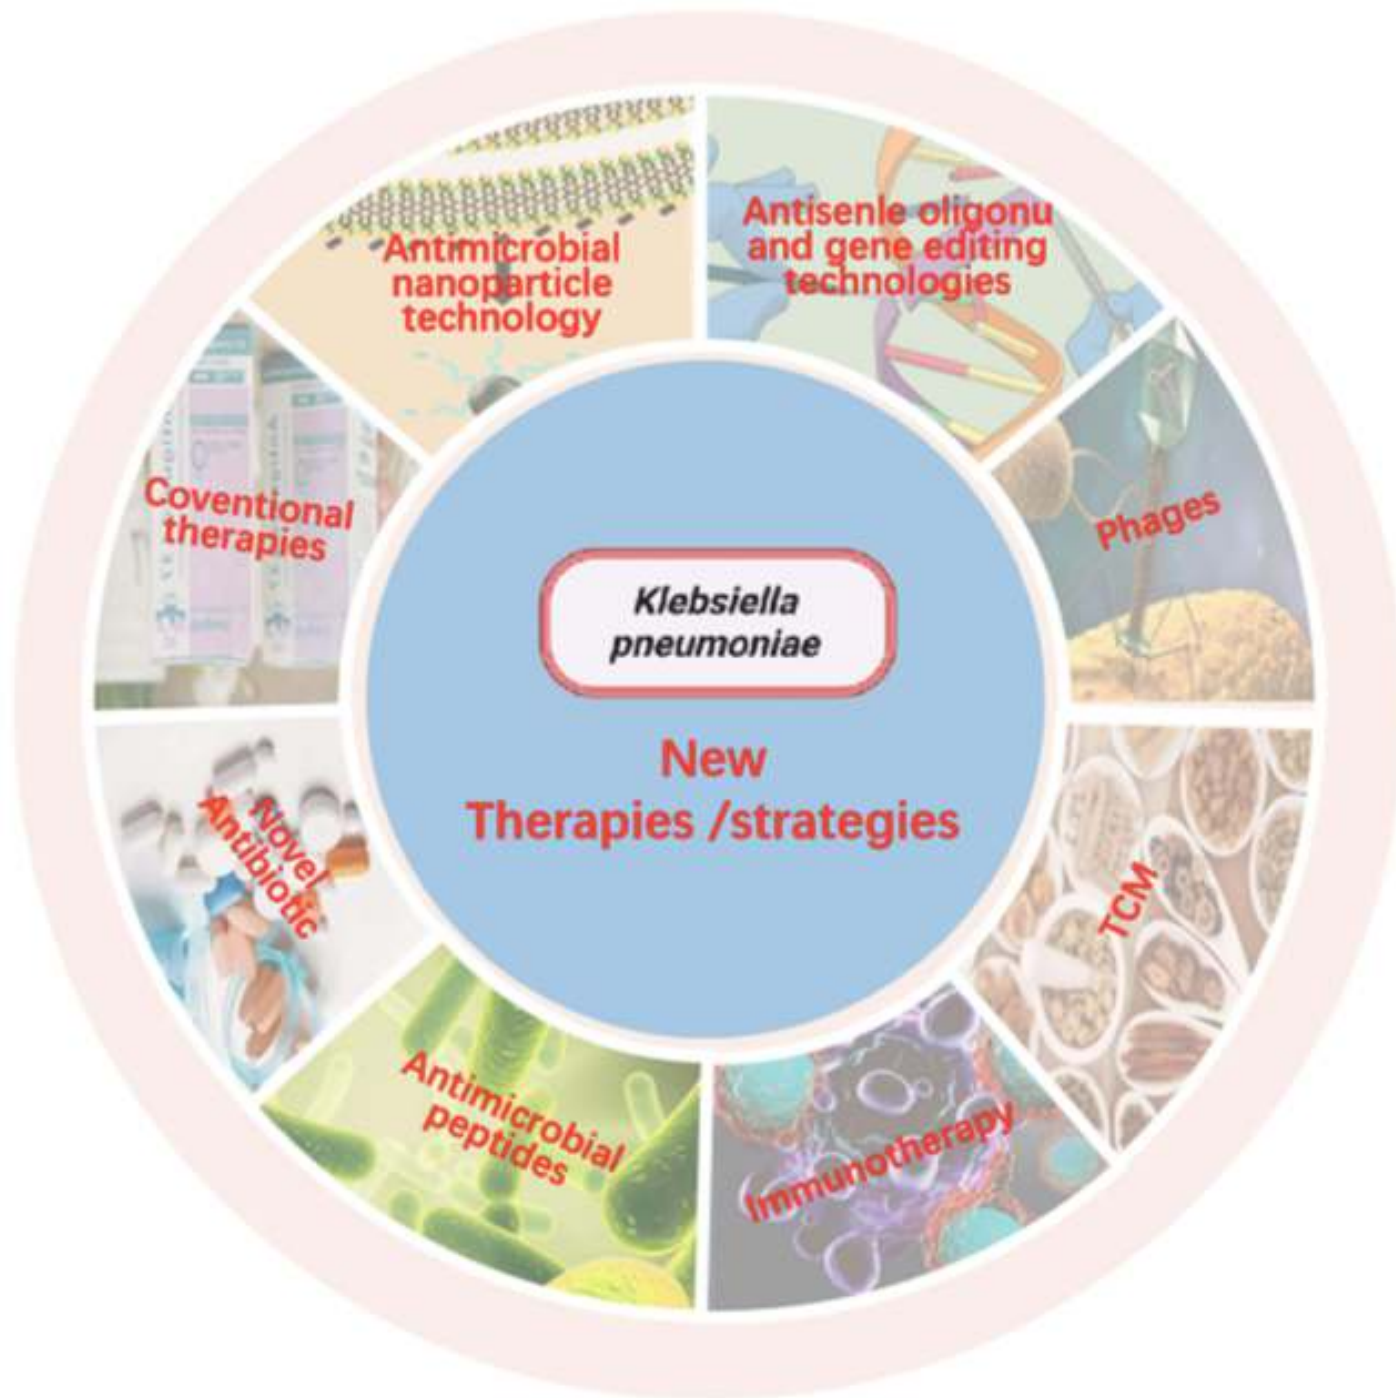 Antimicrobial
nanoparticle
technology
Antisenle oligonu
and gene editing
technologies
Coventional
therapies
Phages
Klebsiella
pneumoniae
New
Therapies /strategies
Novel
Antibiotic
TCM
Antimicrobial
peptides
Immunotherapy